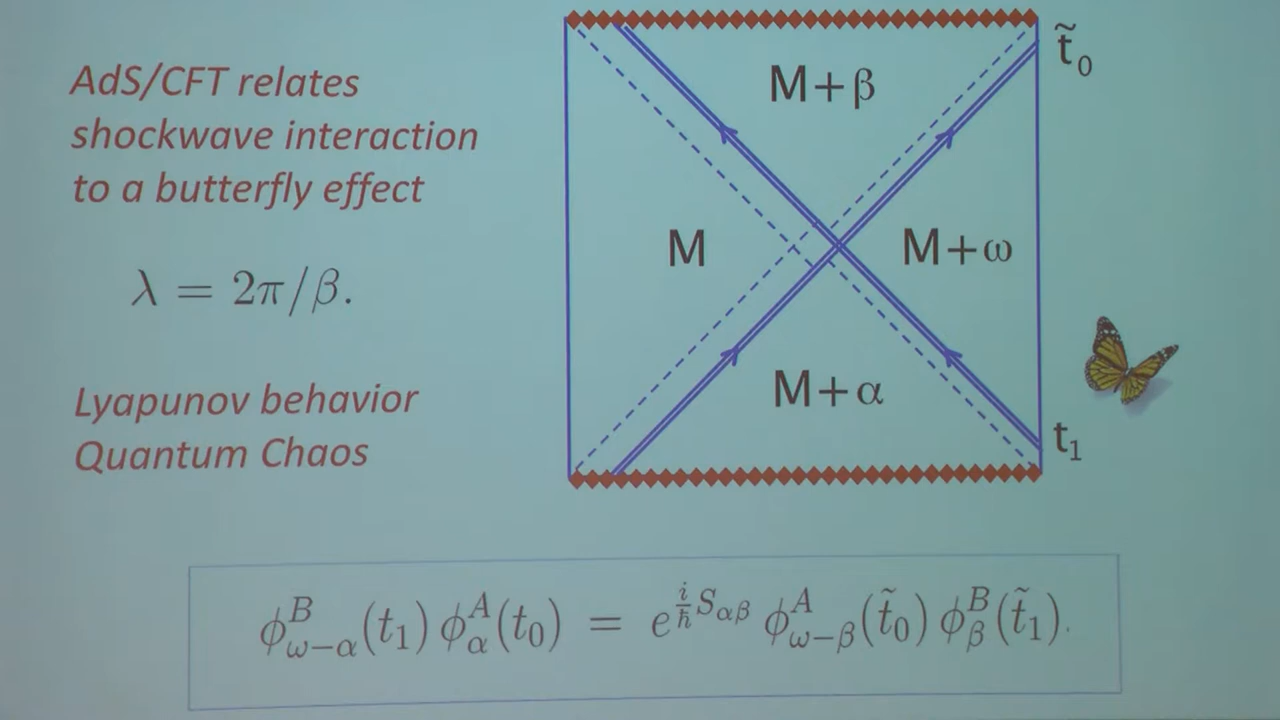 AdS/CFT relates
shockwave interaction
to a butterfly effect
λ = 2π/β.
Lyapunov behavior
Quantum Chaos
M+β
M
M+ω
M+α
t̃₀
t₁
ϕ^B_{ω−α}(t₁) ϕ^A_α(t₀) = e^{\frac{i}{ħ}S_{αβ}} ϕ^A_{ω−β}(t̃₀) ϕ^B_β(t̃₁).